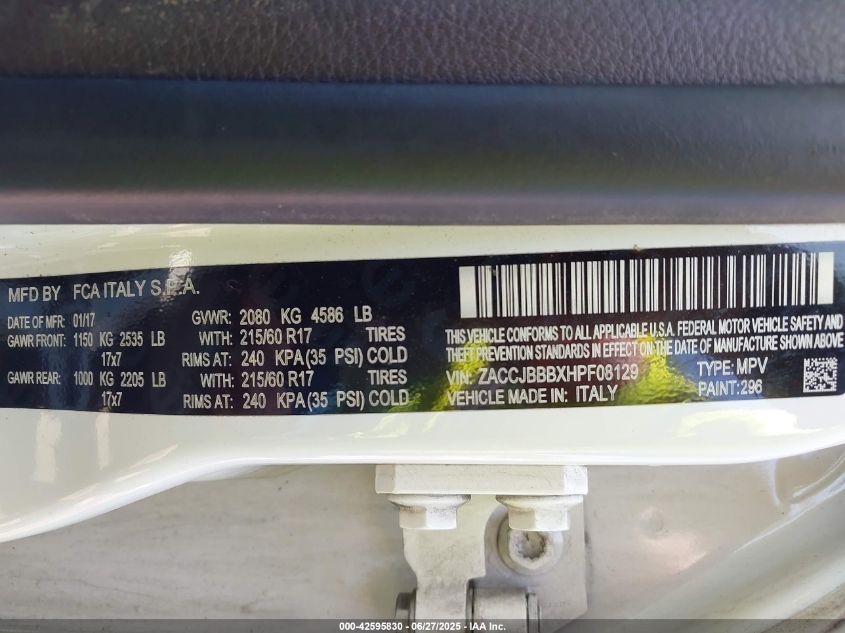 MFD BY FCA ITALY S.P.A.
DATE OF MFR: 01/17 GVWR: 2080 KG 4586 LB
GAWR FRONT: 1150 KG 2535 LB WITH: 215/60 R17 TIRES
17x7 RIMS AT: 240 KPA(35 PSI) COLD
GAWR REAR: 1000 KG 2205 LB WITH: 215/60 R17 TIRES
17x7 RIMS AT: 240 KPA(35 PSI) COLD
THIS VEHICLE CONFORMS TO ALL APPLICABLE U.S.A. FEDERAL MOTOR VEHICLE SAFETY AND
THEFT PREVENTION STANDARDS IN EFFECT ON THE DATE OF MANUFACTURE SHOWN ABOVE
VIN: ZACCJBBBXHPF08129 TYPE: MPV
VEHICLE MADE IN: ITALY PAINT:296
000-42595830 - 06/27/2025 - IAA Inc.